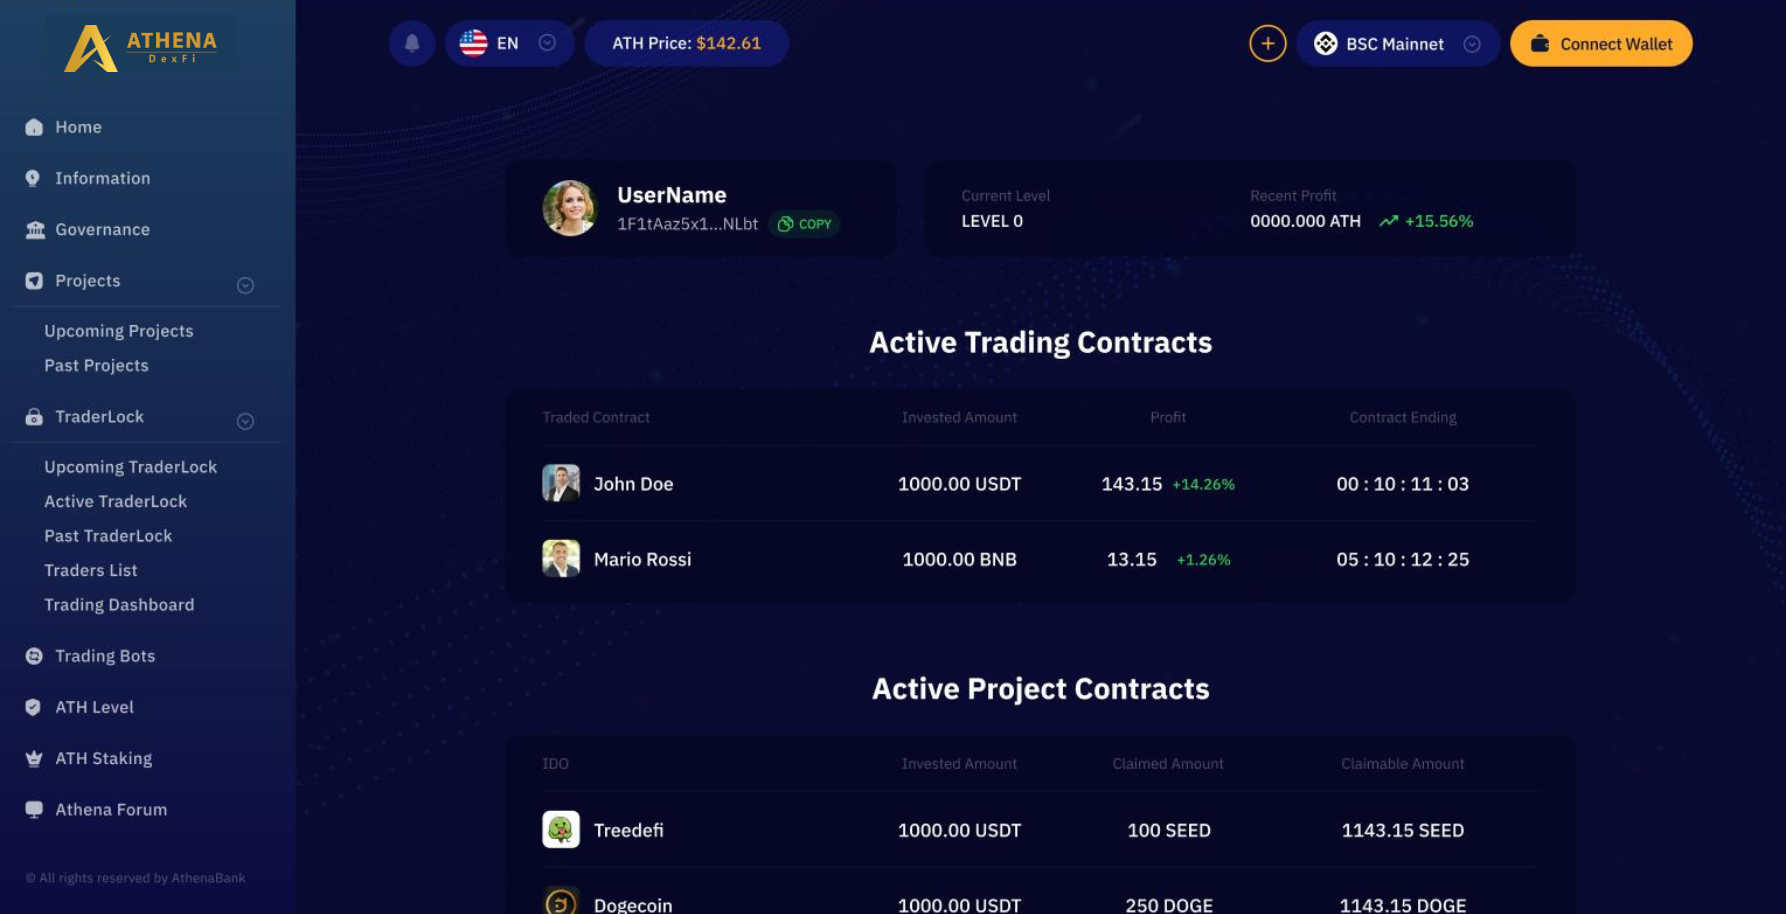 ATHENA
DexFi
Home
Information
Governance
Projects
Upcoming Projects
Past Projects
TraderLock
Upcoming TraderLock
Active TraderLock
Past TraderLock
Traders List
Trading Dashboard
Trading Bots
ATH Level
ATH Staking
Athena Forum
© All rights reserved by AthenaBank
EN
ATH Price: $142.61
BSC Mainnet
Connect Wallet
UserName
1F1tAaz5x1...NLbt COPY
Current Level
LEVEL 0
Recent Profit
0000.000 ATH +15.56%
Active Trading Contracts
Traded Contract Invested Amount Profit Contract Ending
John Doe 1000.00 USDT 143.15 +14.26% 00 : 10 : 11 : 03
Mario Rossi 1000.00 BNB 13.15 +1.26% 05 : 10 : 12 : 25
Active Project Contracts
IDO Invested Amount Claimed Amount Claimable Amount
Treedefi 1000.00 USDT 100 SEED 1143.15 SEED
Dogecoin 1000.00 USDT 250 DOGE 1143.15 DOGE